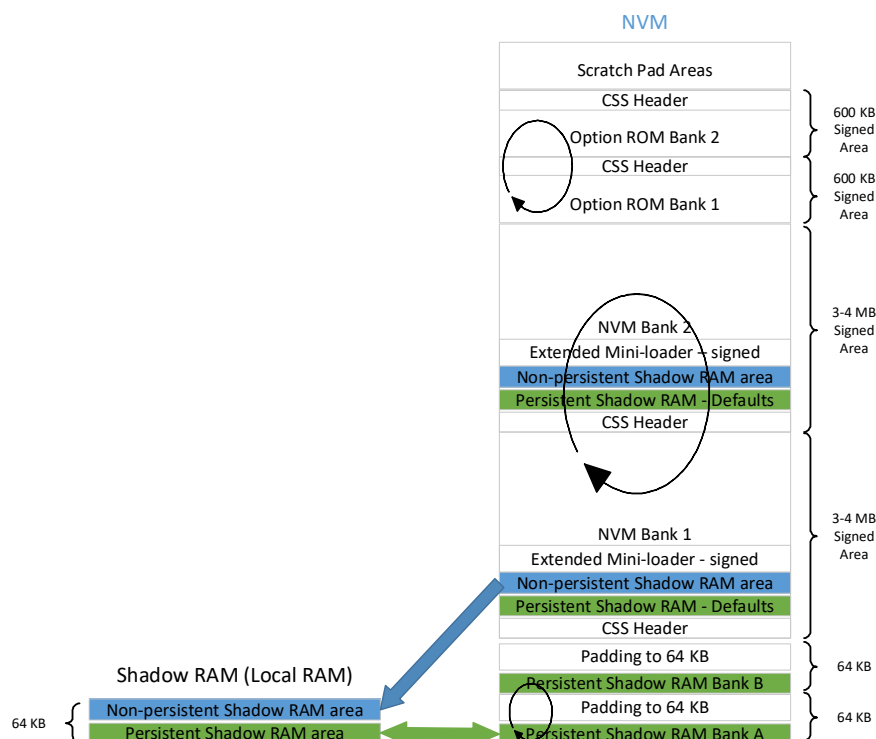 NVM
Scratch Pad Areas
CSS Header
Option ROM Bank 2
600 KB
Signed
Area
CSS Header
Option ROM Bank 1
600 KB
Signed
Area
NVM Bank 2
Extended Mini-loader – signed
Non-persistent Shadow RAM area
Persistent Shadow RAM - Defaults
CSS Header
3-4 MB
Signed
Area
NVM Bank 1
Extended Mini-loader - signed
Non-persistent Shadow RAM area
Persistent Shadow RAM - Defaults
CSS Header
3-4 MB
Signed
Area
Padding to 64 KB
Persistent Shadow RAM Bank B
64 KB
Padding to 64 KB
Persistent Shadow RAM Bank A
64 KB
Shadow RAM (Local RAM)
Non-persistent Shadow RAM area
Persistent Shadow RAM area
64 KB